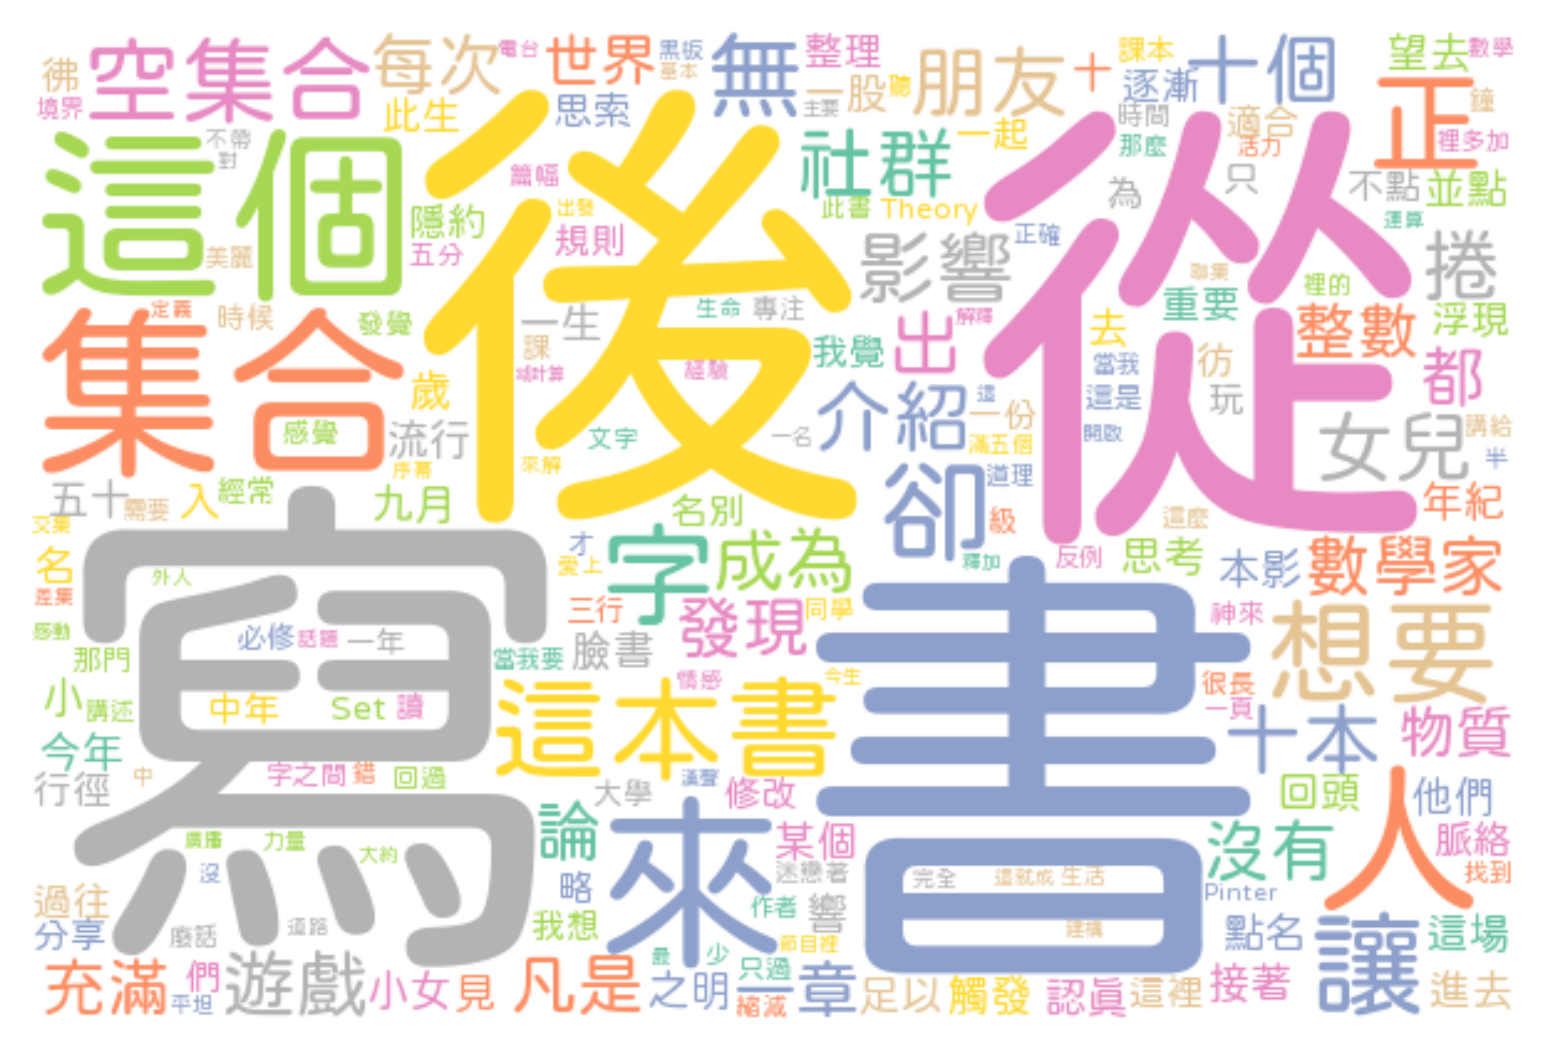 彿 空集合 每次 電台 世界 黑板 無 整理 朋友 十 課本 十個 望去 數學
境界 此生 思索 基本 主要 一股 聽 逐漸 時間 適合 正 鐘
這個 不帶 對 後 社群 一起 從 那麼 活力 裡多加
篇幅 為 只 不點 並點
隱約 出發 此書 Theory 運算
美麗 五分 規則 影響 正確 捲
聯集 裡的
集合 定義 時候 發覺 一生 生命 專注 出 解釋 去 重要 整數 浮現
課 我覺 當我 彷 都
歲 經驗 介紹 這 這是 玩
感覺 流行 文字 一名 一份 滿五個 開啟 女兒 講給
序幕 來解 卻 道理 半
五十 需要 入 經常 九月 名別 級 這麼 年紀
交集 名 寫 外人 才 愛上 字 成為 釋加 反例 思考 本影 數學家
差集 三行 發現 同學 書 神來 想要
感動 那門 必修 話題 一年 當我要 臉書 情感 今生 很長
小 講述 中年 Set 讀 這本書 一頁 十本 物質
今年 行徑 中 字之間 錯 回過 大學 漢聲 修改 回頭 他們
廣播 力量 大約 論 來 某個 沒有 人 脈絡
過往 沒 略 迷戀著 完全 這就成 生活 Pinter 找到
分享 廢話 道路 我想 作者 響 節目裡 建構 點名 讓 這場
充滿 們 平坦 遊戲 小女 見 凡是 最 之明 少 只過 縮減 一章 足以 觸發 認真 這裡 接著 進去